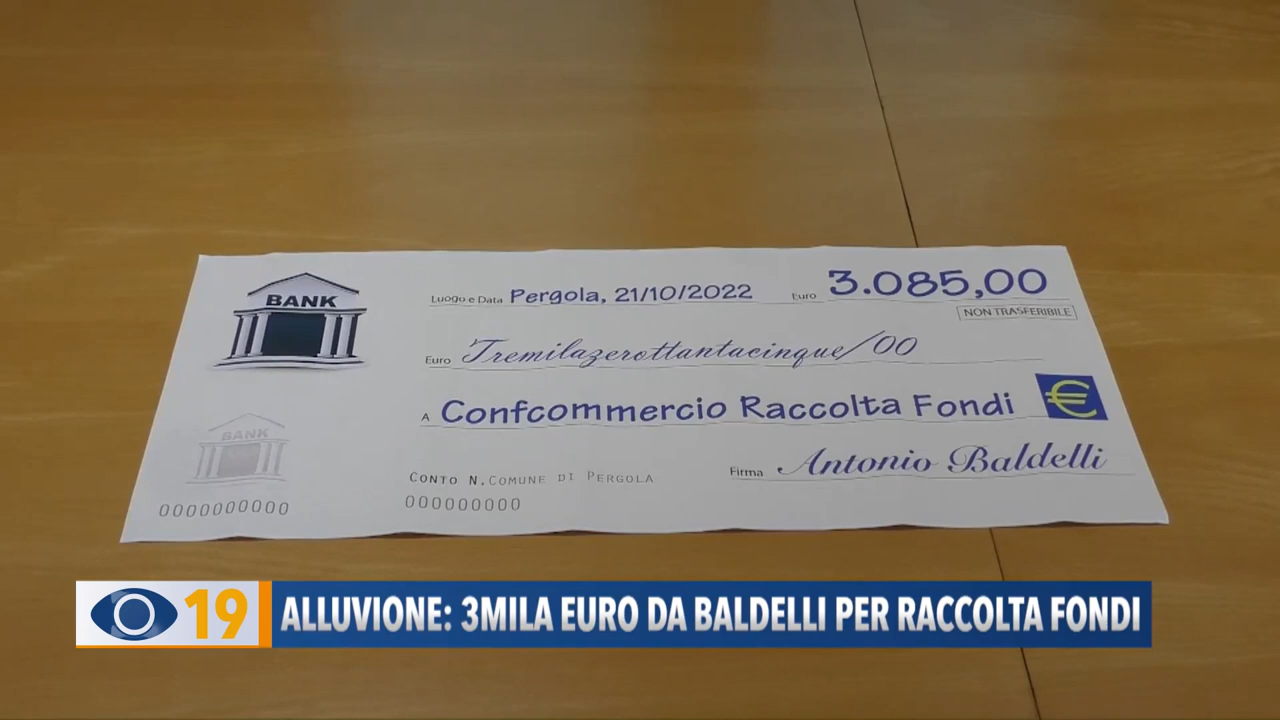 BANK
Luogo e Data Pergola, 21/10/2022 Euro 3.085,00
NON TRASFERIBILE
Euro Tremilazerottantacinque/00
A Confcommercio Raccolta Fondi €
BANK
Firma Antonio Baldelli
CONTO N. COMUNE DI PERGOLA
0000000000 000000000
19 ALLUVIONE: 3MILA EURO DA BALDELLI PER RACCOLTA FONDI